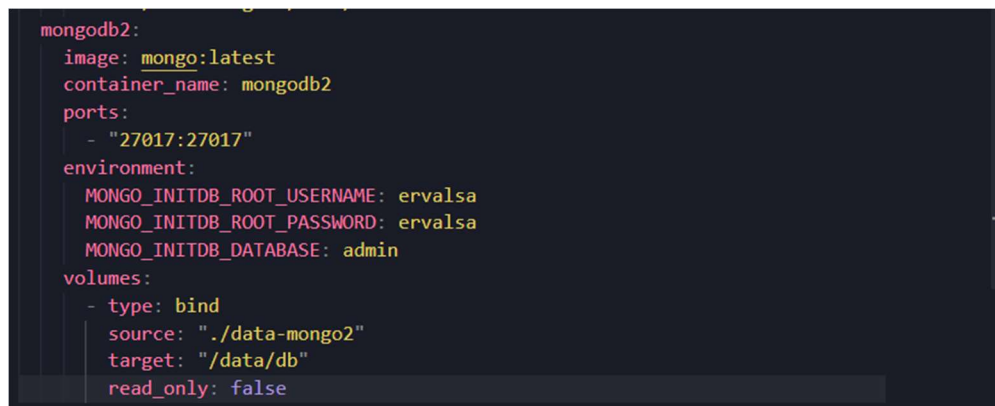 mongodb2:
image: mongo:latest
container_name: mongodb2
ports:
- "27017:27017"
environment:
MONGO_INITDB_ROOT_USERNAME: ervalsa
MONGO_INITDB_ROOT_PASSWORD: ervalsa
MONGO_INITDB_DATABASE: admin
volumes:
- type: bind
source: "./data-mongo2"
target: "/data/db"
read_only: false